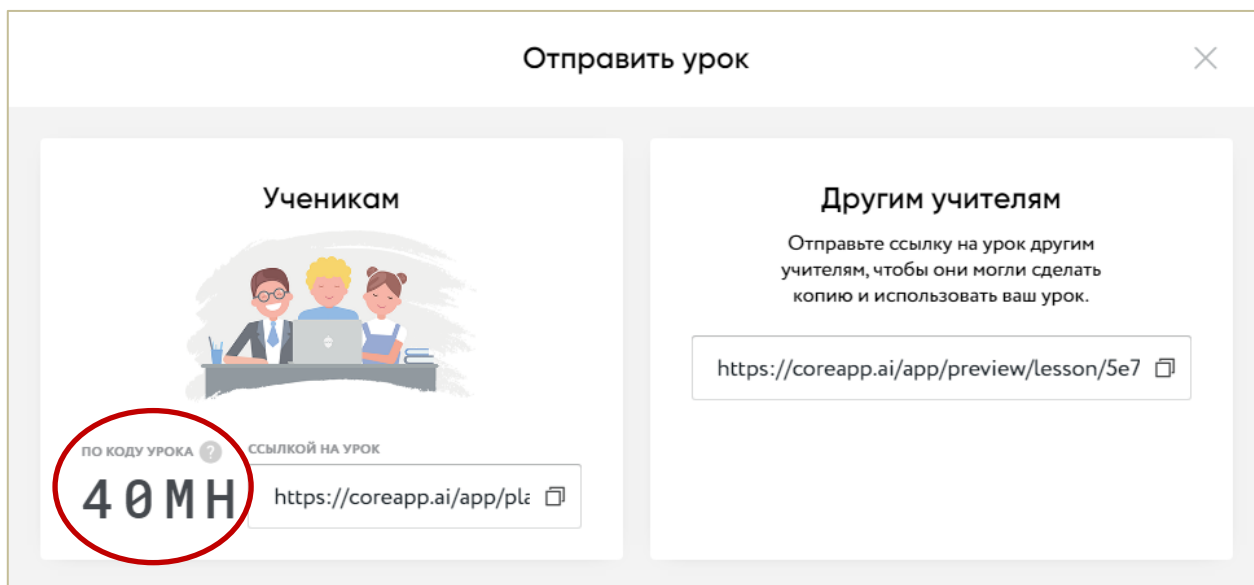 Отправить урок
Ученикам
ПО КОДУ УРОКА ?
40MH
ССЫЛКОЙ НА УРОК
https://coreapp.ai/app/pla
Другим учителям
Отправьте ссылку на урок другим
учителям, чтобы они могли сделать
копию и использовать ваш урок.
https://coreapp.ai/app/preview/lesson/5e7